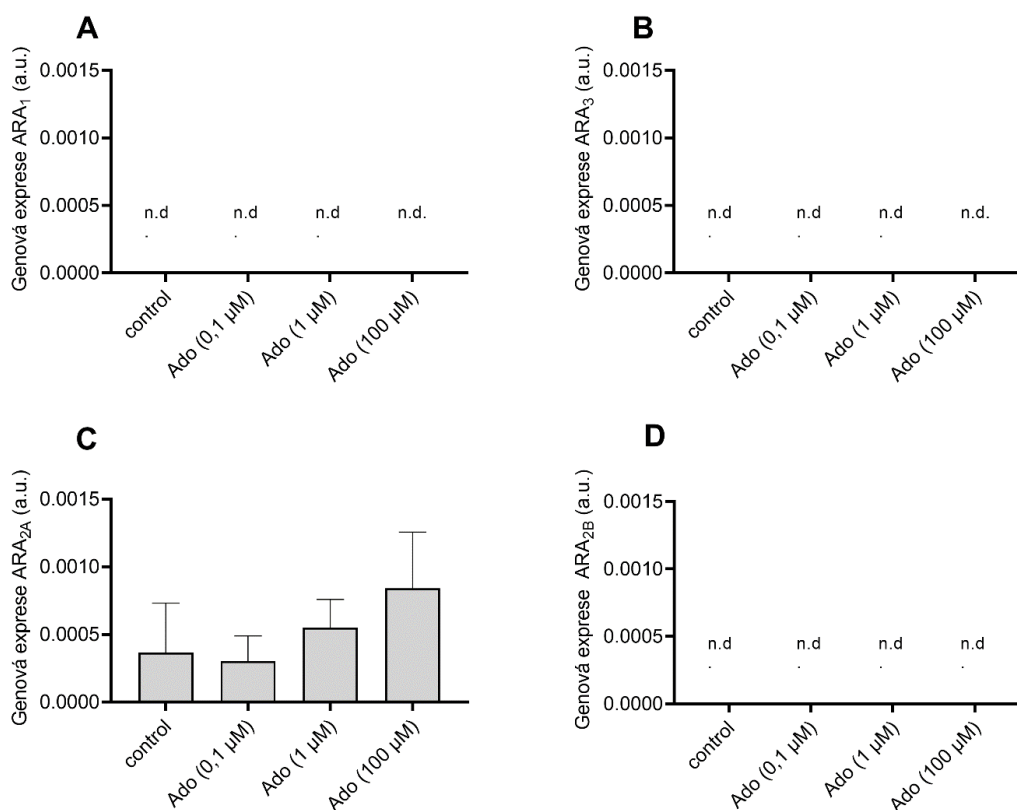 A
Genová exprese ARA₁ (a.u.)
0.0015
0.0010
0.0005
0.0000
n.d
.
n.d
.
n.d
.
n.d.
control
Ado (0,1 µM)
Ado (1 µM)
Ado (100 µM)
B
Genová exprese ARA₃ (a.u.)
0.0015
0.0010
0.0005
0.0000
n.d
.
n.d
.
n.d
.
n.d.
control
Ado (0,1 µM)
Ado (1 µM)
Ado (100 µM)
C
Genová exprese ARA₂A (a.u.)
0.0015
0.0010
0.0005
0.0000
control
Ado (0,1 µM)
Ado (1 µM)
Ado (100 µM)
D
Genová exprese ARA₂B (a.u.)
0.0015
0.0010
0.0005
0.0000
n.d
.
n.d
.
n.d
.
n.d
.
control
Ado (0,1 µM)
Ado (1 µM)
Ado (100 µM)